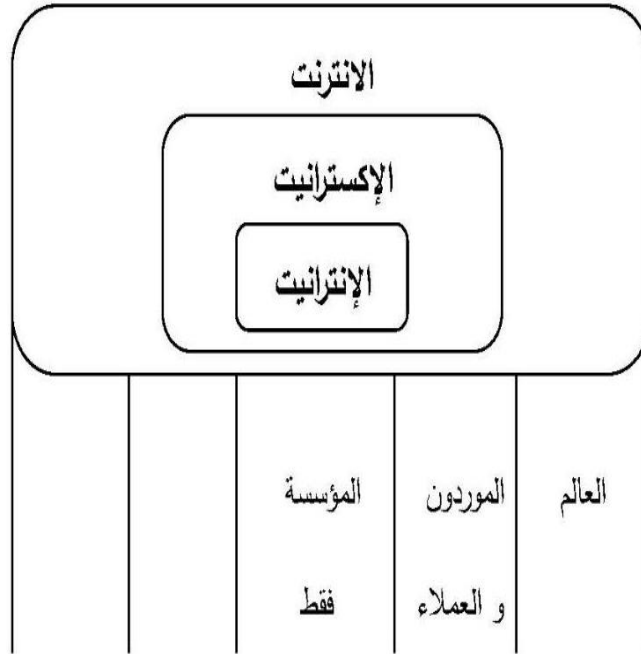 الانترنت
الإكسترانيت
الإنترانيت
العالم
الموردون
و العملاء
المؤسسة
فقط